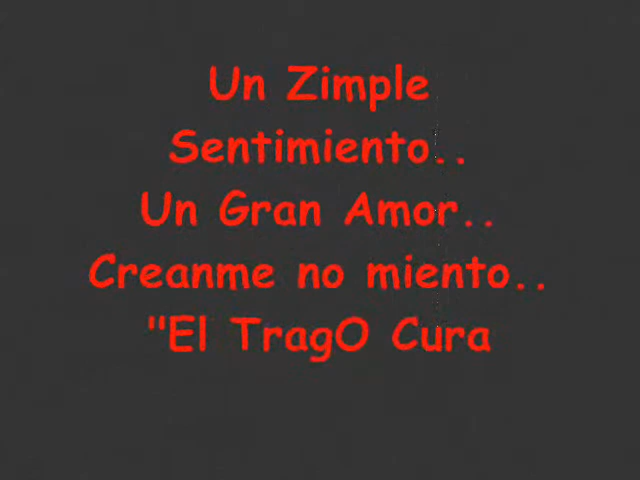 Un Zimple
Sentimiento..
Un Gran Amor..
Creanme no miento..
"El TragO Cura